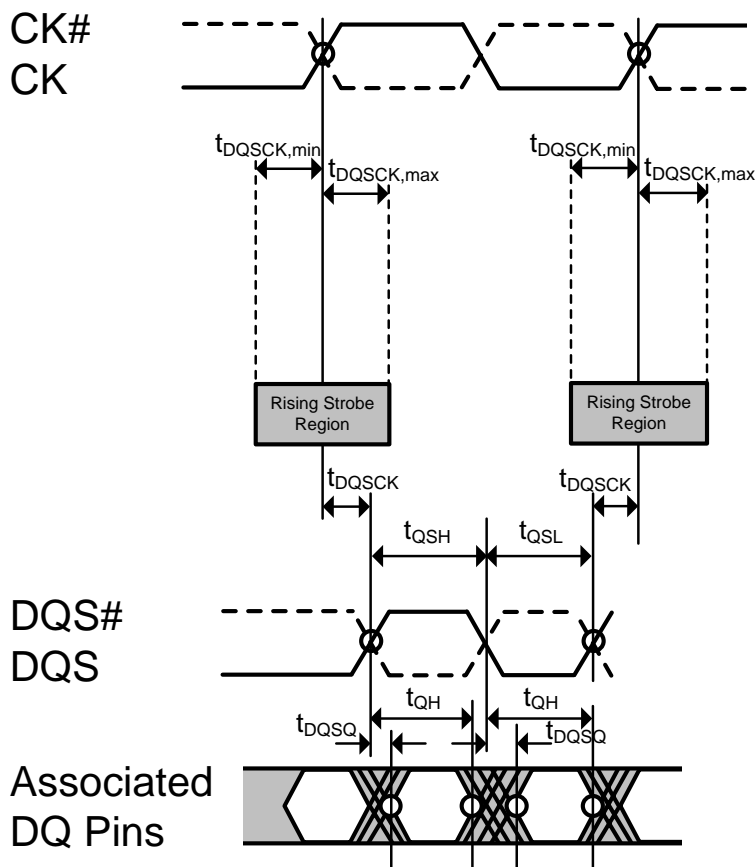 CK#
CK
tDQSCK,min
tDQSCK,min
tDQSCK,max
tDQSCK,max
Rising Strobe
Region
Rising Strobe
Region
tDQSCK
tDQSCK
tQSH
tQSL
DQS#
DQS
tQH
tQH
tDQSQ
tDQSQ
Associated
DQ Pins